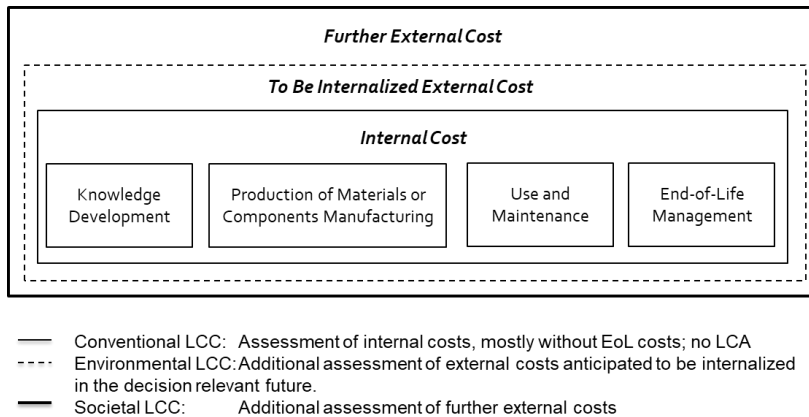 Further External Cost
To Be Internalized External Cost
Internal Cost
Knowledge
Development
Production of Materials or
Components Manufacturing
Use and
Maintenance
End-of-Life
Management
Conventional LCC: Assessment of internal costs, mostly without EoL costs; no LCA
Environmental LCC: Additional assessment of external costs anticipated to be internalized
in the decision relevant future.
Societal LCC: Additional assessment of further external costs